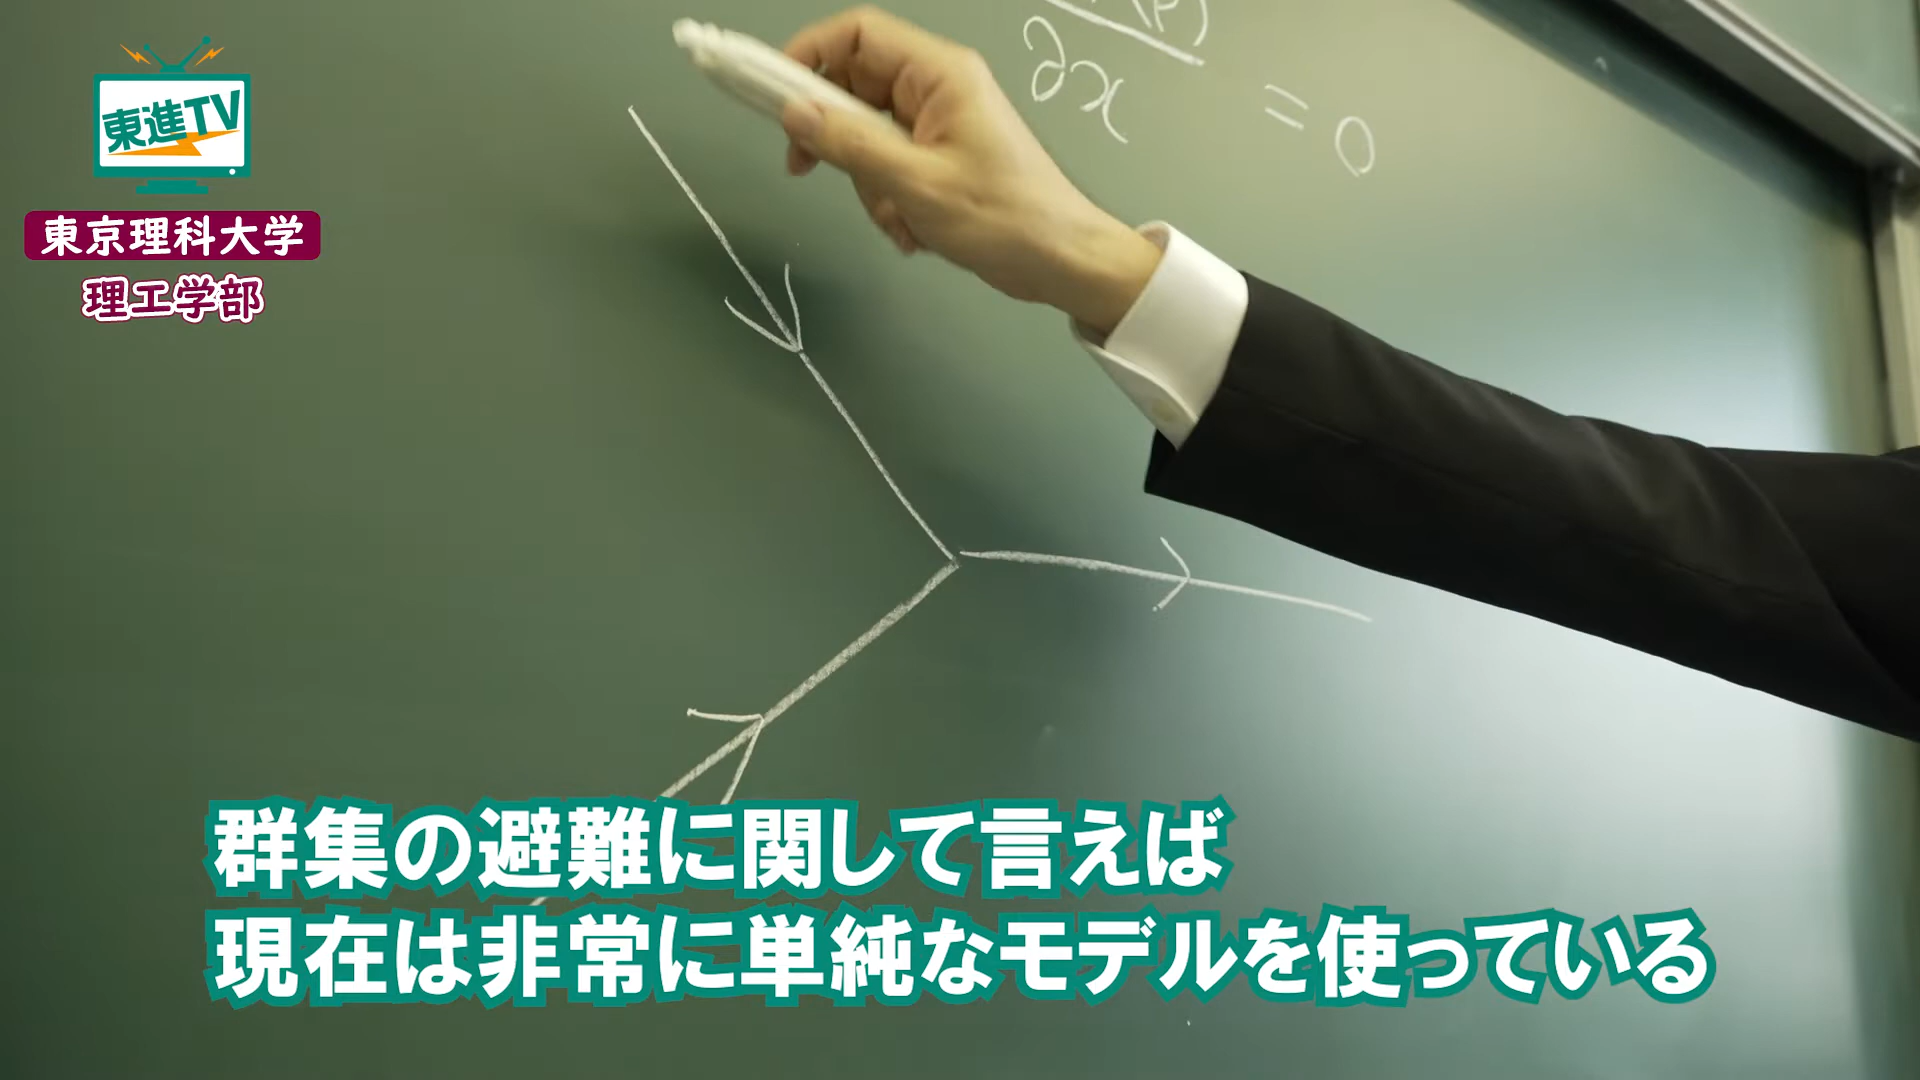 東進TV
東京理科大学
理工学部
∂x
= 0
群集の避難に関して言えば
現在は非常に単純なモデルを使っている